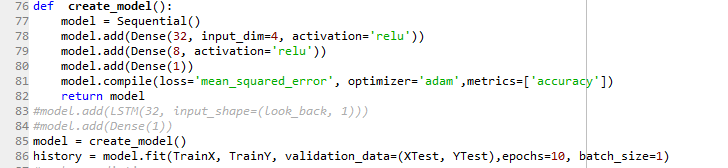 76 def  create_model():
77     model = Sequential()
78     model.add(Dense(32, input_dim=4, activation='relu'))
79     model.add(Dense(8, activation='relu'))
80     model.add(Dense(1))
81     model.compile(loss='mean_squared_error', optimizer='adam',metrics=['accuracy'])
82     return model
83 #model.add(LSTM(32, input_shape=(look_back, 1)))
84 #model.add(Dense(1))
85 model = create_model()
86 history = model.fit(TrainX, TrainY, validation_data=(XTest, YTest),epochs=10, batch_size=1)